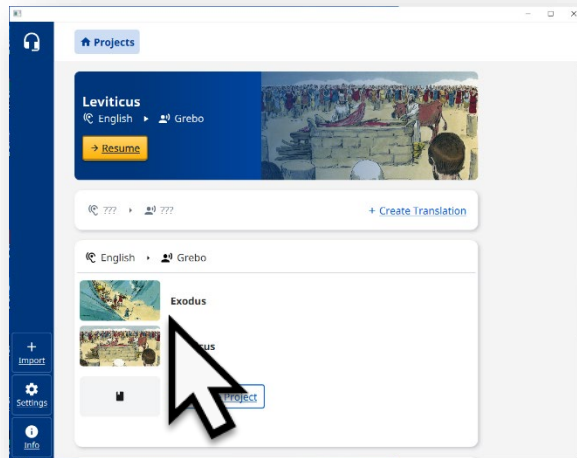 Projects
Leviticus
English ▸ Grebo
→ Resume
??? ▸ ???
+ Create Translation
English ▸ Grebo
Exodus
Project
+
Import
Settings
Info